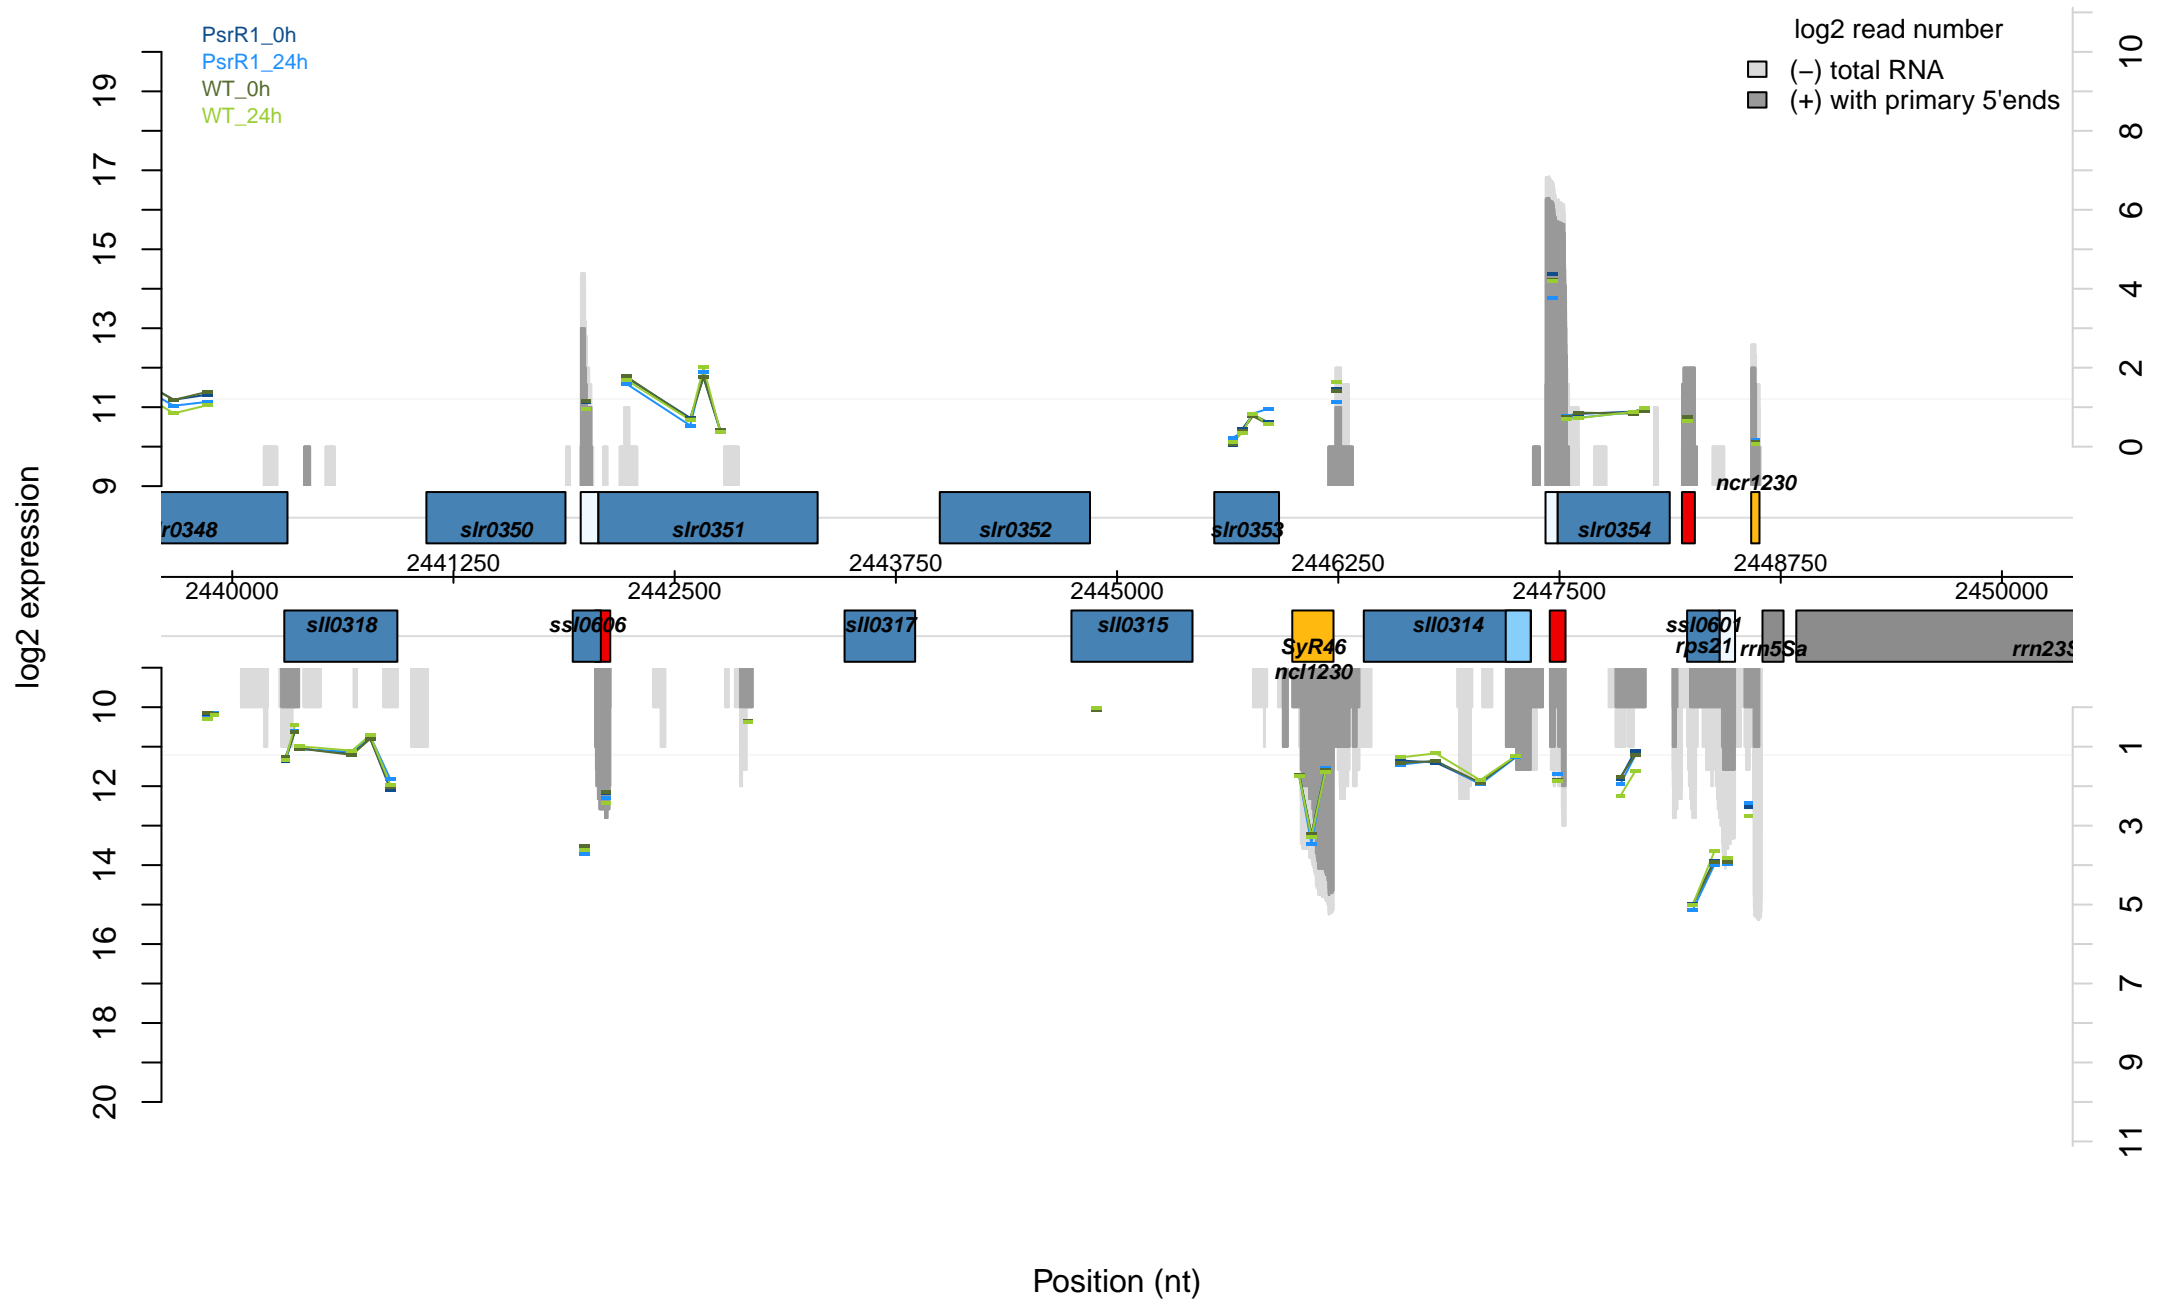 PsrR1_0h
PsrR1_24h
WT_0h
WT_24h
log2 read number
(−) total RNA
(+) with primary 5'ends
19
17
15
13
11
9
10
8
6
4
2
0
log2 expression
ncr1230
lr0348
slr0350
slr0351
slr0352
slr0353
slr0354
2441250
2443750
2446250
2448750
2440000
2442500
2445000
2447500
2450000
sll0318
ssl0606
sll0317
sll0315
SyR46
ncl1230
sll0314
ssl0601
rps21
rrn5Sa
rrn23S
10
12
14
16
18
20
1
3
5
7
9
11
Position (nt)